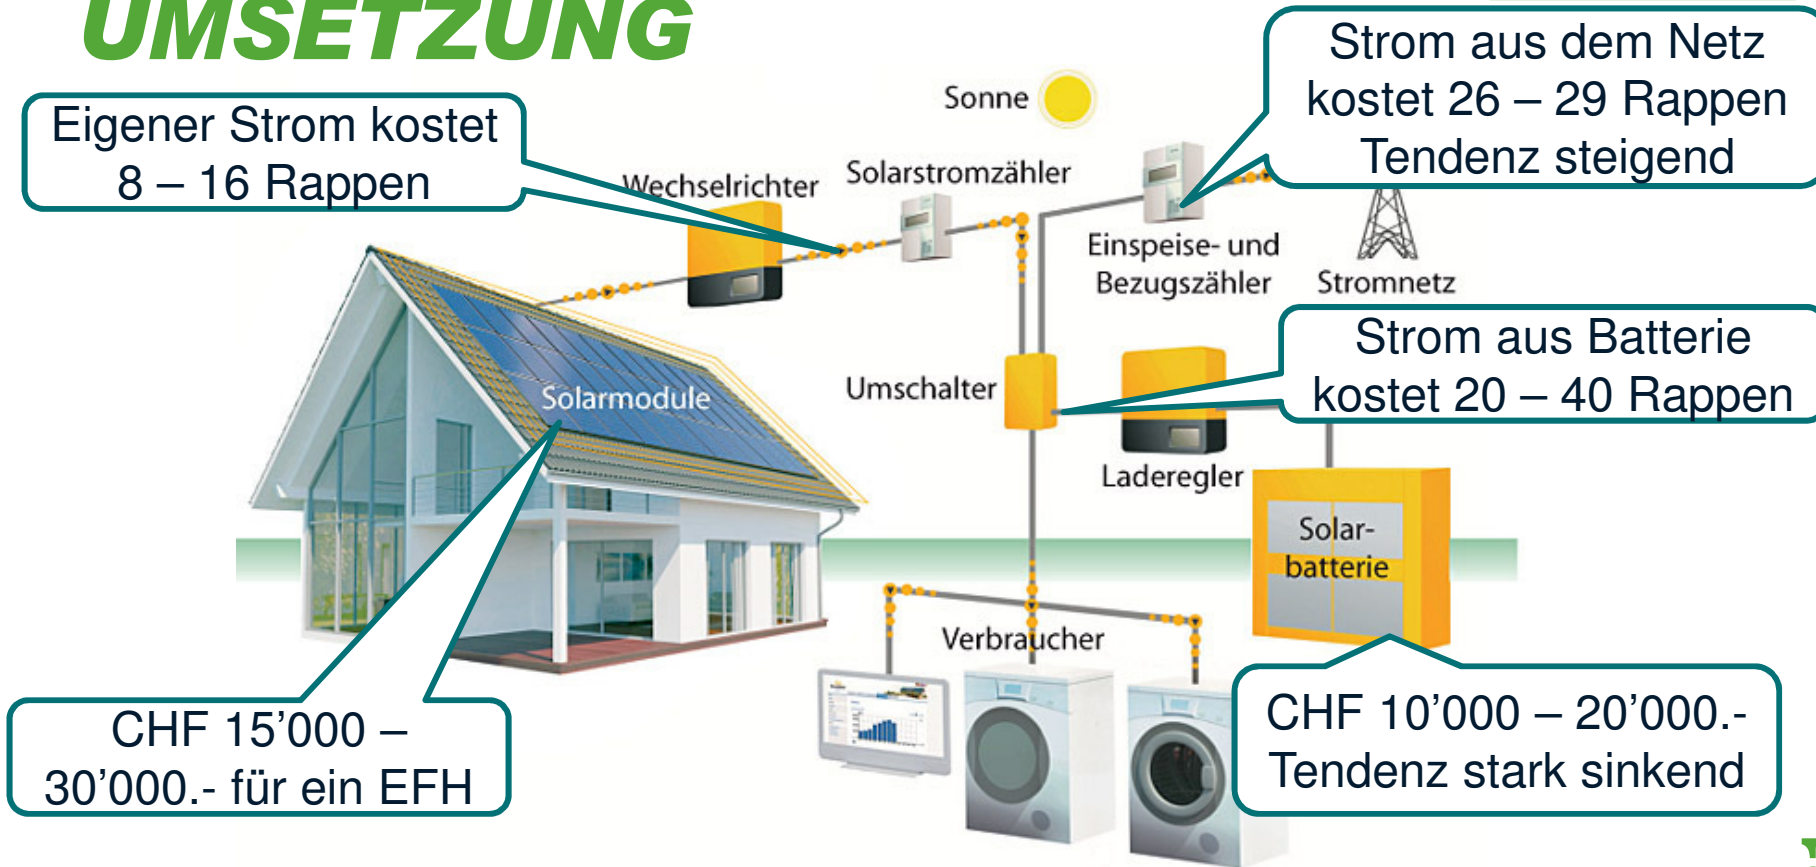 UMSETZUNG
Strom aus dem Netz
kostet 26 – 29 Rappen
Tendenz steigend
Eigener Strom kostet
8 – 16 Rappen
Sonne
Wechselrichter
Solarstromzähler
Einspeise- und
Bezugszähler
Stromnetz
Strom aus Batterie
kostet 20 – 40 Rappen
Umschalter
Solarmodule
Laderegler
Solar-
batterie
Verbraucher
CHF 15’000 –
30’000.- für ein EFH
CHF 10’000 – 20’000.-
Tendenz stark sinkend